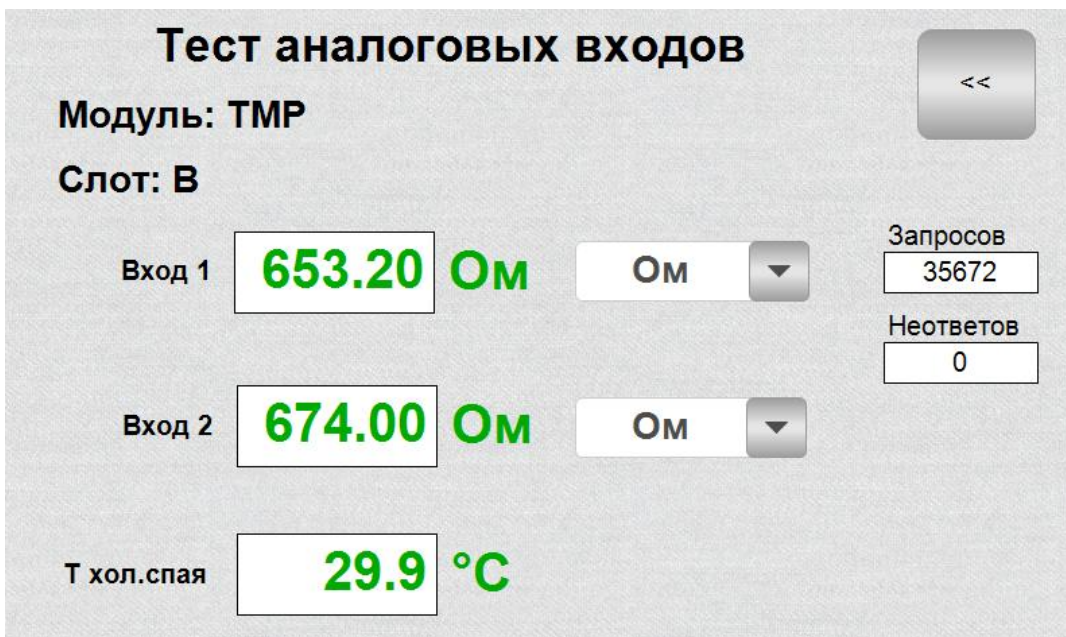 Тест аналоговых входов
<<
Модуль: TMP
Слот: B
Вход 1 653.20 Ом Ом
Запросов
35672
Неответов
0
Вход 2 674.00 Ом Ом
Т хол.спая 29.9 °C